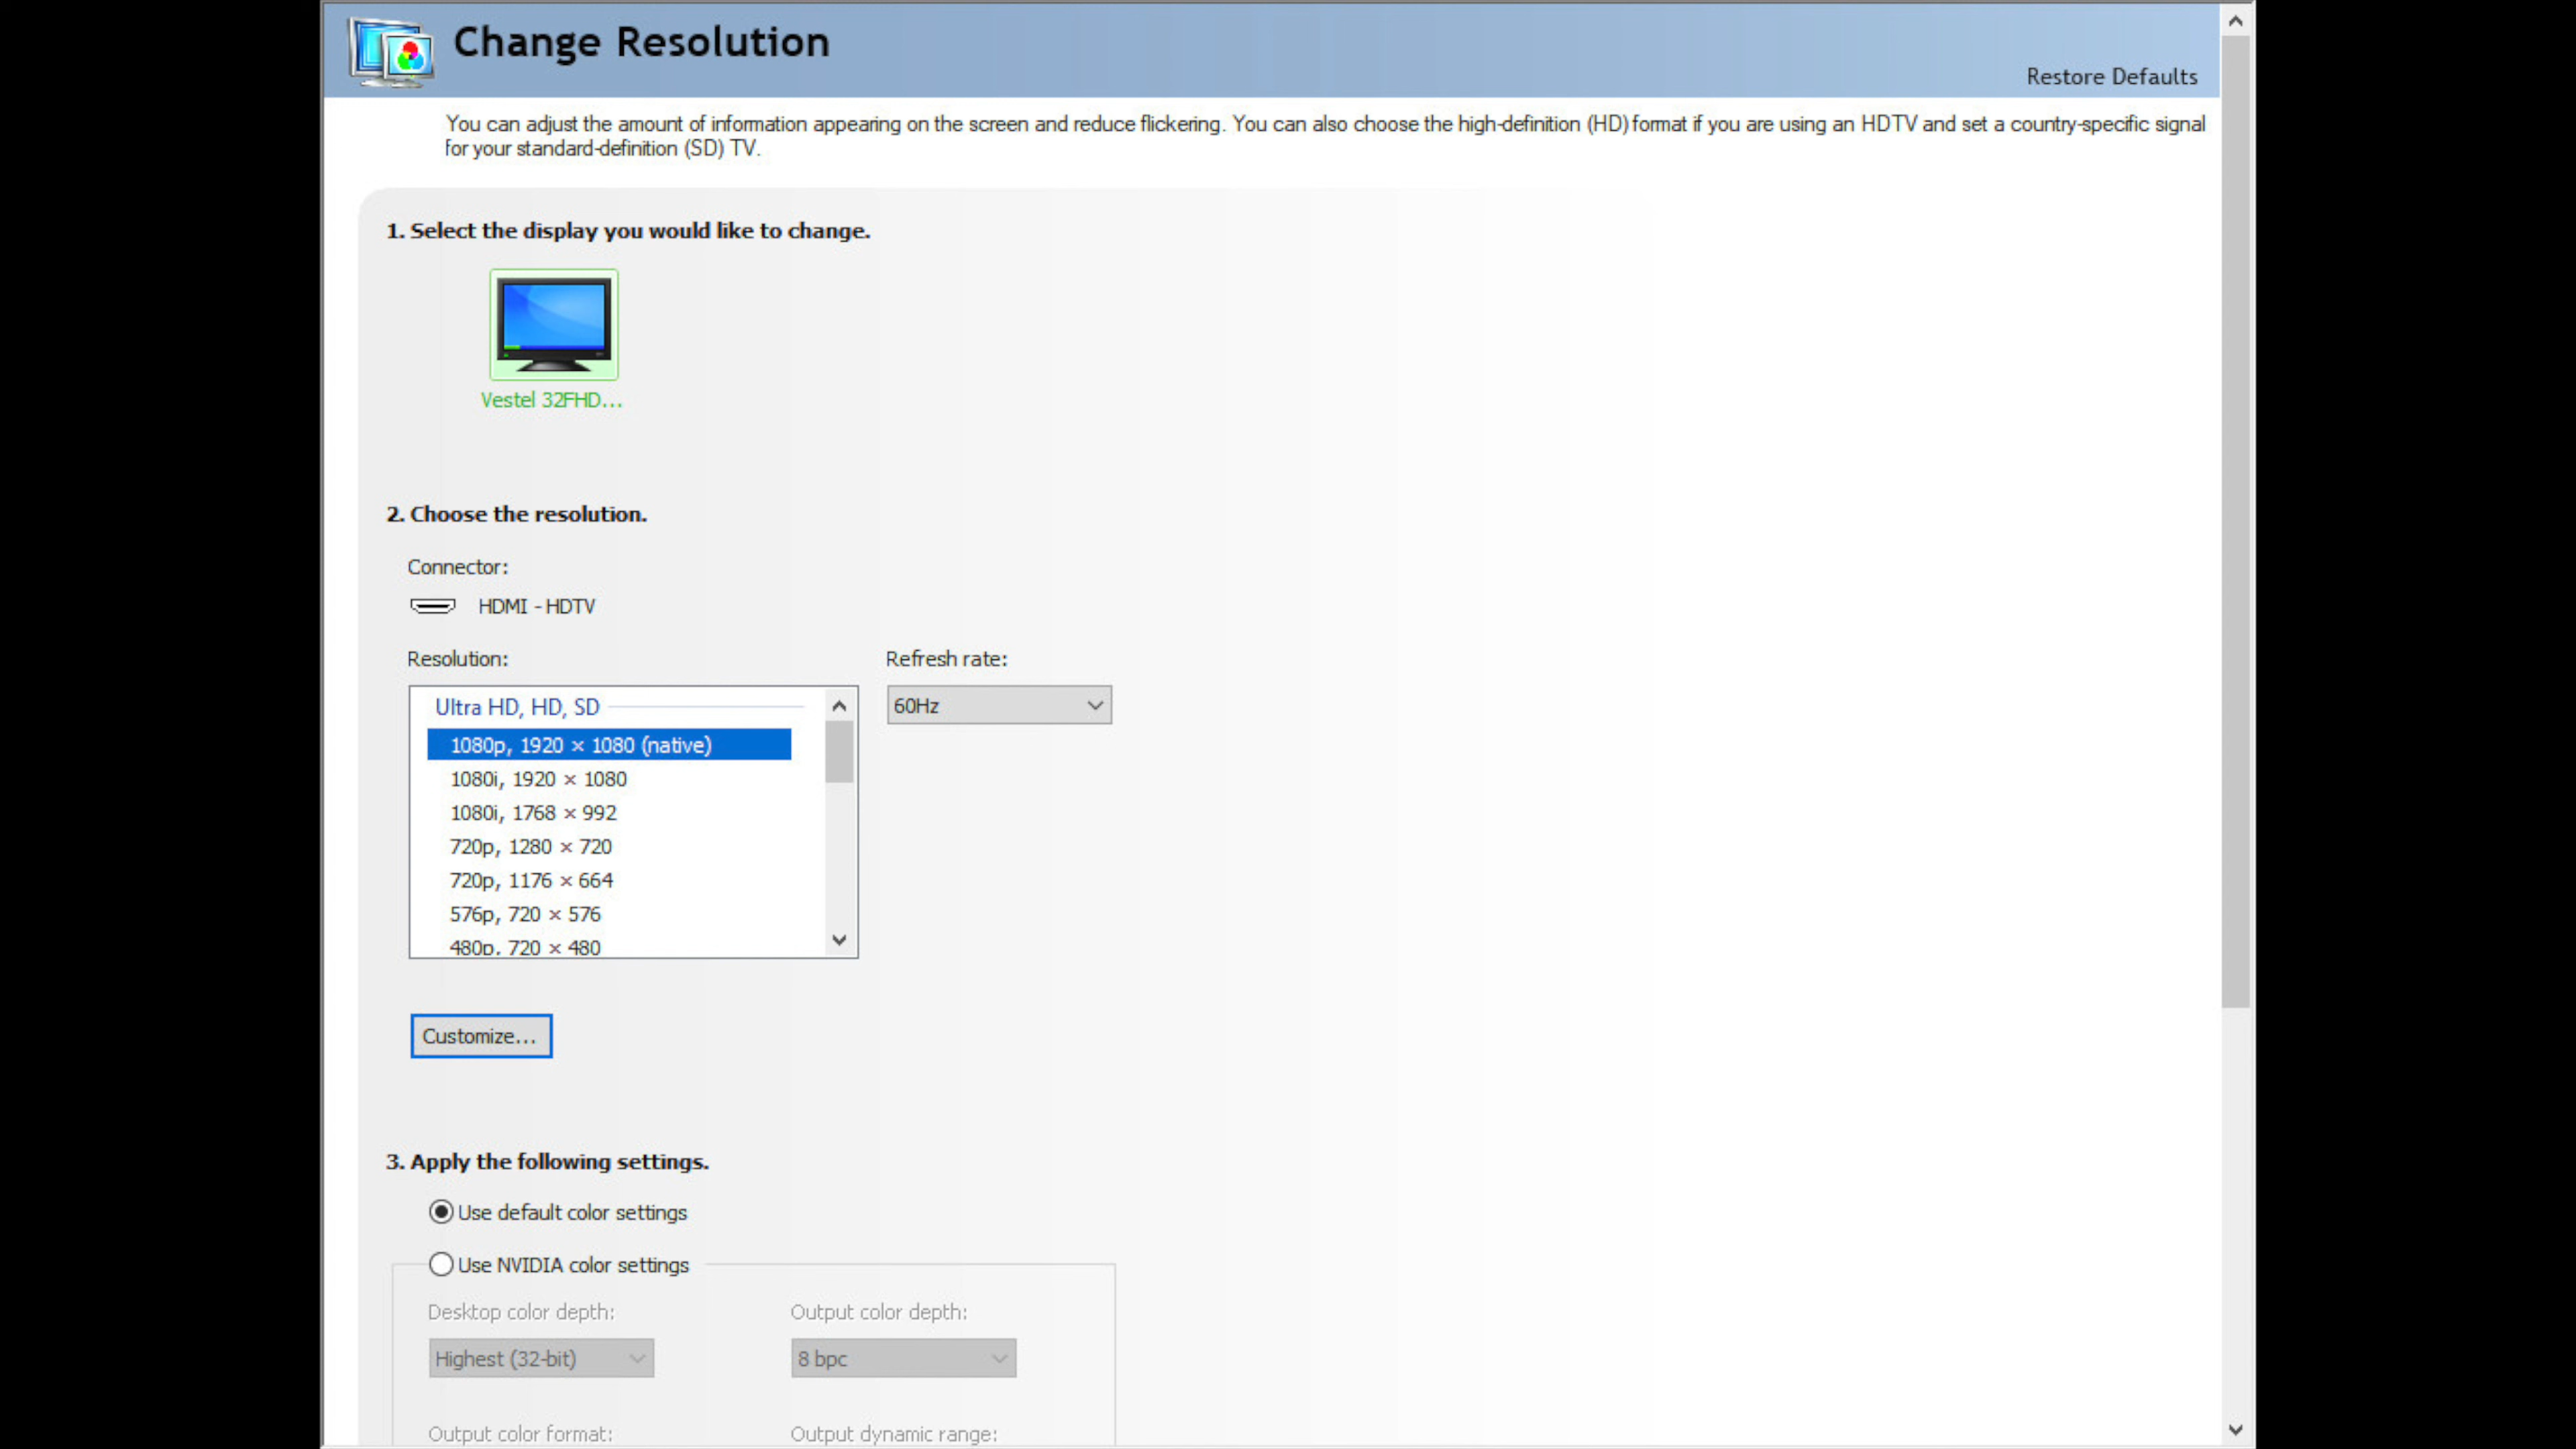 Change Resolution
Restore Defaults
You can adjust the amount of information appearing on the screen and reduce flickering. You can also choose the high-definition (HD) format if you are using an HDTV and set a country-specific signal
for your standard-definition (SD) TV.
1. Select the display you would like to change.
Vestel 32FHD...
2. Choose the resolution.
Connector:
HDMI - HDTV
Resolution:
Refresh rate:
Ultra HD, HD, SD
60Hz
1080p, 1920 × 1080 (native)
1080i, 1920 × 1080
1080i, 1768 × 992
720p, 1280 × 720
720p, 1176 × 664
576p, 720 × 576
480p, 720 × 480
Customize...
3. Apply the following settings.
Use default color settings
Use NVIDIA color settings
Desktop color depth:
Output color depth:
Highest (32-bit)
8 bpc
Output color format:
Output dynamic range: